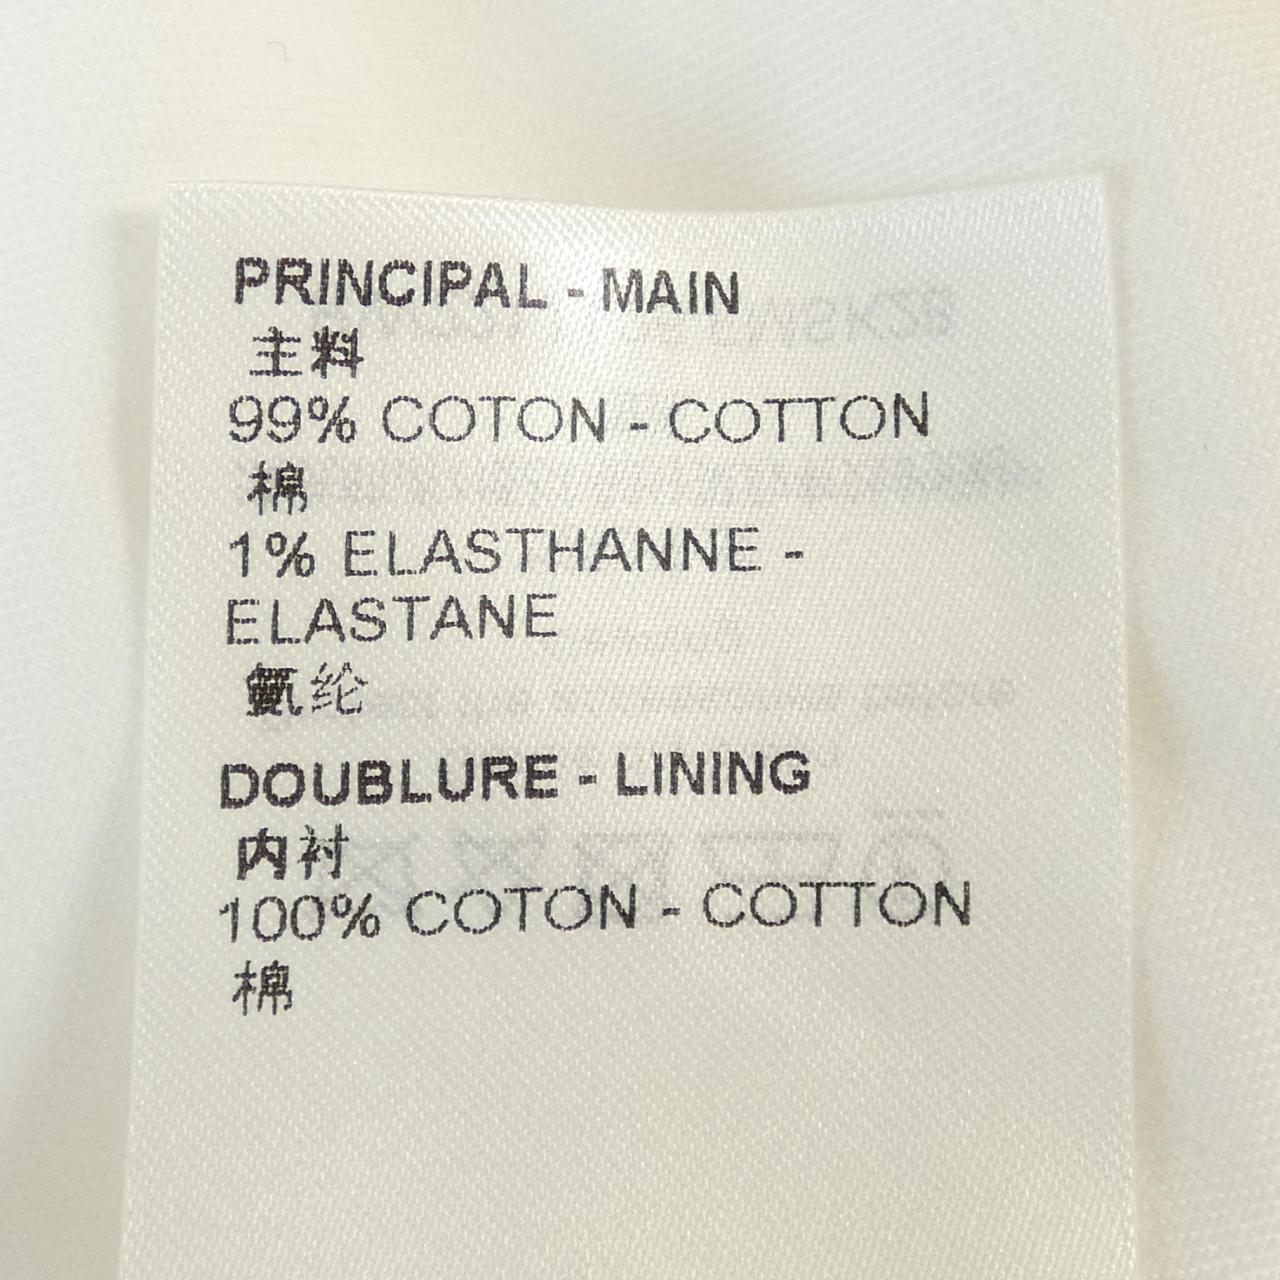 PRINCIPAL - MAIN
主料
99% COTON - COTTON
棉
1% ELASTHANNE -
ELASTANE
氨纶
DOUBLURE - LINING
内衬
100% COTON - COTTON
棉